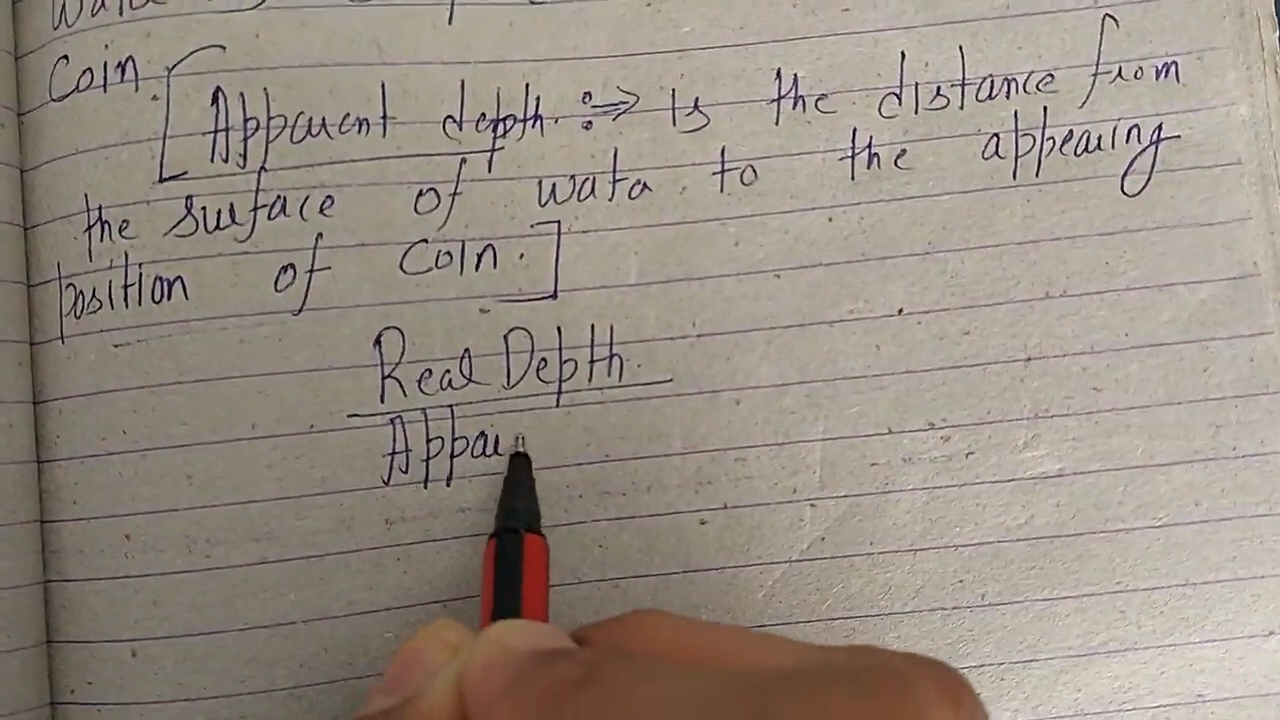 Coin.
[Apparent depth :⇒ is the distance from
the surface of water to the appearing
position of coin.]
Real Depth.
Appar